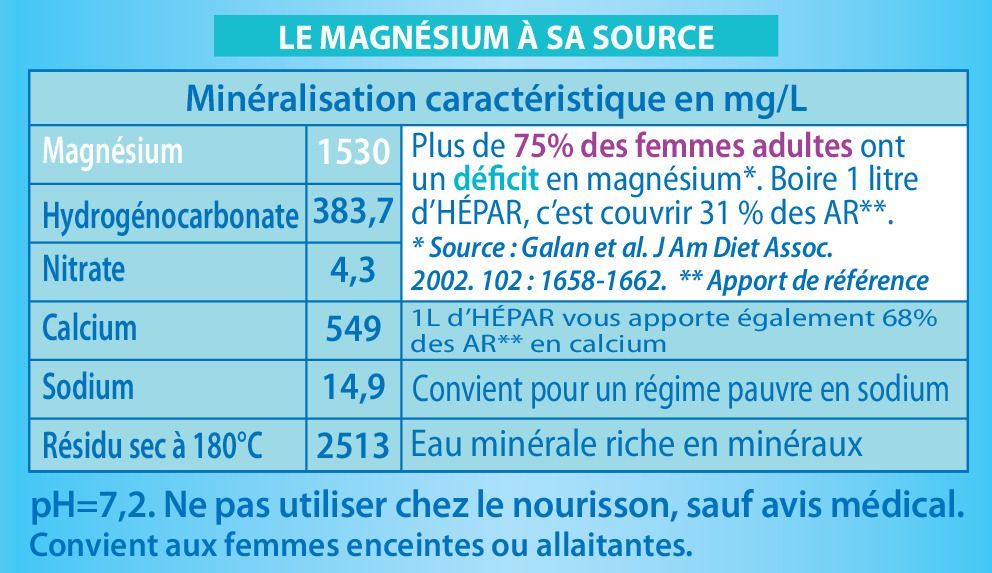 LE MAGNÉSIUM À SA SOURCE
Minéralisation caractéristique en mg/L
Magnésium 1530
Plus de 75% des femmes adultes ont
un déficit en magnésium*. Boire 1 litre
d'HÉPAR, c'est couvrir 31 % des AR**.
* Source : Galan et al. J Am Diet Assoc.
2002. 102 : 1658-1662. ** Apport de référence
Hydrogénocarbonate 383,7
Nitrate 4,3
Calcium 549
1L d'HÉPAR vous apporte également 68%
des AR** en calcium
Sodium 14,9 Convient pour un régime pauvre en sodium
Résidu sec à 180°C 2513 Eau minérale riche en minéraux
pH=7,2. Ne pas utiliser chez le nourisson, sauf avis médical.
Convient aux femmes enceintes ou allaitantes.